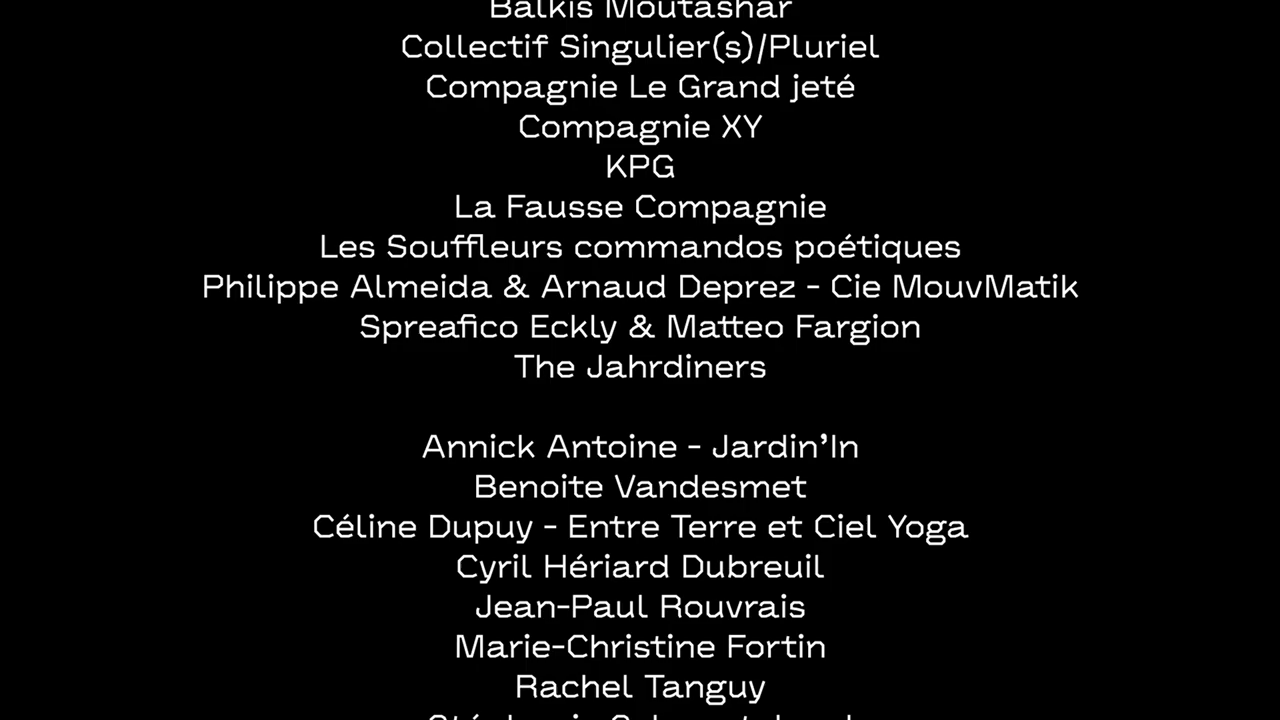 Balkis Moutashar
Collectif Singulier(s)/Pluriel
Compagnie Le Grand jeté
Compagnie XY
KPG
La Fausse Compagnie
Les Souffleurs commandos poétiques
Philippe Almeida & Arnaud Deprez - Cie MouvMatik
Spreafico Eckly & Matteo Fargion
The Jahrdiners
Annick Antoine - Jardin’In
Benoite Vandesmet
Céline Dupuy - Entre Terre et Ciel Yoga
Cyril Hériard Dubreuil
Jean-Paul Rouvrais
Marie-Christine Fortin
Rachel Tanguy